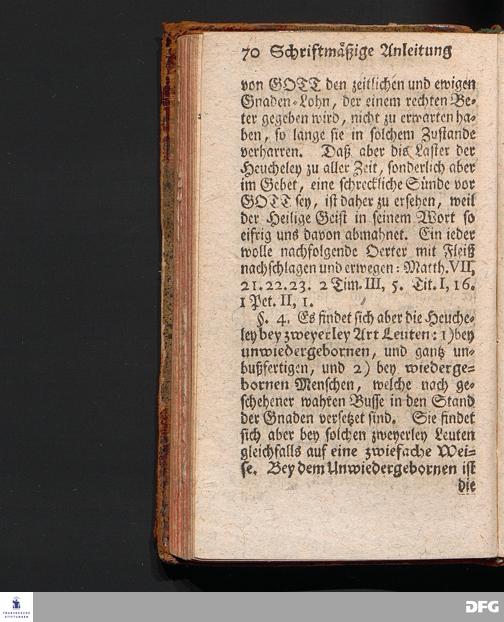 70 Schriftmäßige Anleitung
von GOTT den zeitlichen und ewigen
Gnaden-Lohn, der einem rechten Be-
ter gegeben wird, nicht zu erwarten ha-
ben, so lange sie in solchem Zustande
verharren. Daß aber die Laster der
Heucheley zu aller Zeit, sonderlich aber
im Gebet, eine schreckliche Sünde vor
GOTT sey, ist daher zu ersehen, weil
der Heilige Geist in seinem Wort so
eifrig uns davon abmahnet. Ein ieder
wolle nachfolgende Oerter mit Fleiß
nachschlagen und erwegen: Matth. VII,
21. 22. 23. 2 Tim. III, 5. Tit. I, 16.
1 Pet. II, 1.
§. 4. Es findet sich aber die Heuche-
ley bey zweyerley Art Leuten: 1) bey
unwiedergebornen, und gantz un-
bußfertigen, und 2) bey wiederge-
bornen Menschen, welche nach ge-
schehener wahren Busse in den Stand
der Gnaden versetzet sind. Sie findet
sich aber bey solchen zweyerley Leuten
gleichfalls auf eine zwiefache Wei-
se. Bey dem Unwiedergebornen ist
die
FRANCKESCHE STIFTUNGEN
DFG